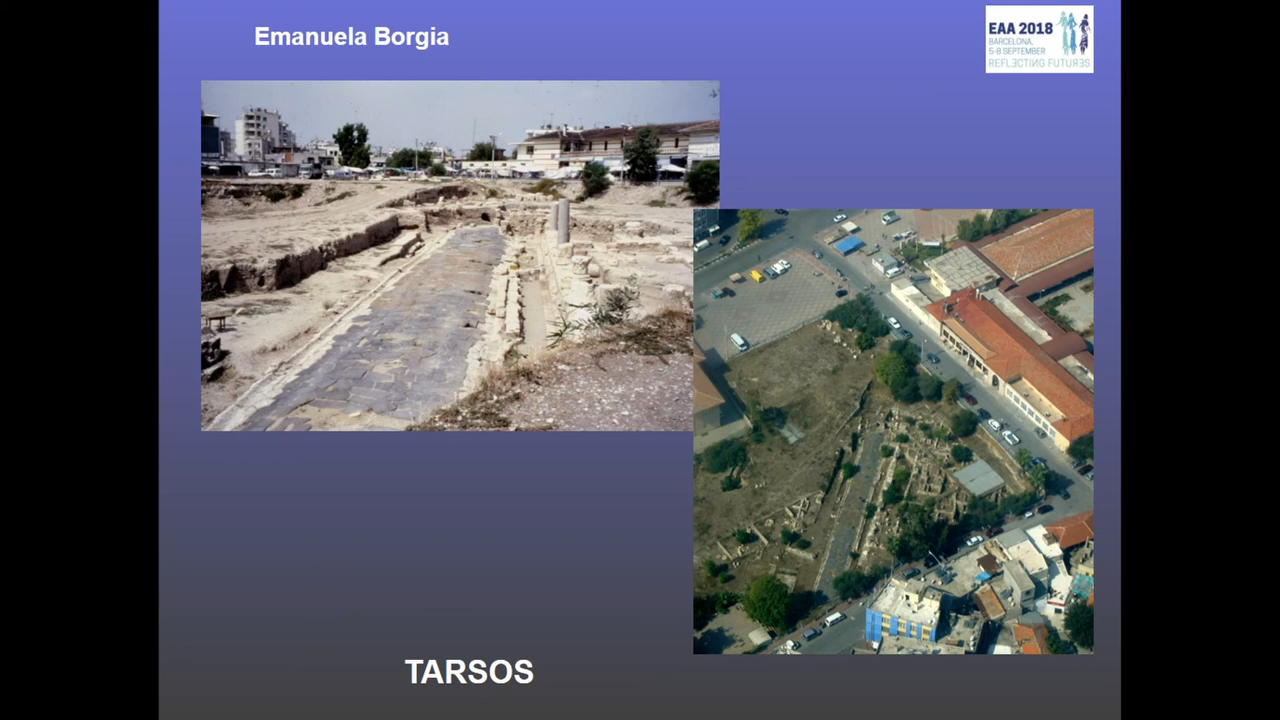 Emanuela Borgia
EAA 2018
BARCELONA,
5-8 SEPTEMBER
REFLECTING FUTURES
TARSOS